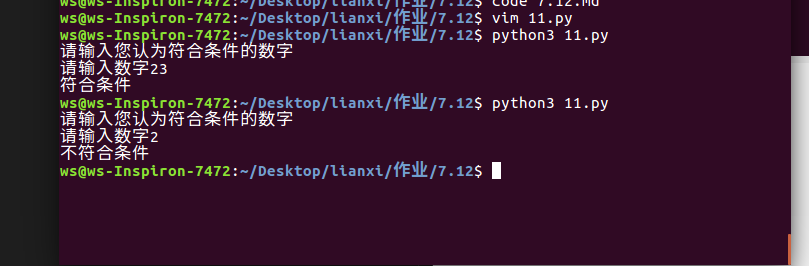 ws@ws-Inspiron-7472:~/Desktop/lianxi/作业/7.12$ code 7.12.md
ws@ws-Inspiron-7472:~/Desktop/lianxi/作业/7.12$ vim 11.py
ws@ws-Inspiron-7472:~/Desktop/lianxi/作业/7.12$ python3 11.py
请输入您认为符合条件的数字
请输入数字23
符合条件
ws@ws-Inspiron-7472:~/Desktop/lianxi/作业/7.12$ python3 11.py
请输入您认为符合条件的数字
请输入数字2
不符合条件
ws@ws-Inspiron-7472:~/Desktop/lianxi/作业/7.12$